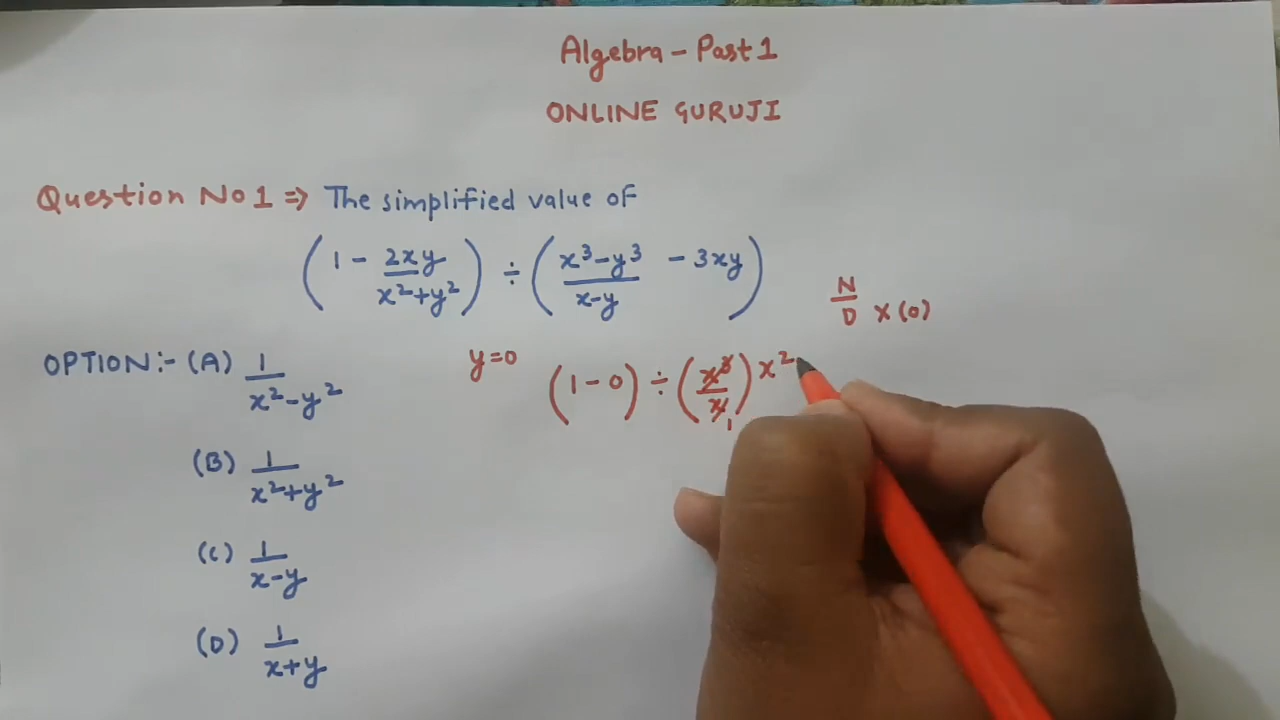 Algebra - Part 1
ONLINE GURUJI
Question No 1 ⇒ The simplified value of
(1 - 2xy/(x²+y²)) ÷ ((x³-y³)/(x-y) - 3xy)
N/D × (0)
OPTION:- (A) 1/(x²-y²)
y=0 (1-0) ÷ (x³/x) x²
1
(B) 1/(x²+y²)
(C) 1/(x-y)
(D) 1/(x+y)